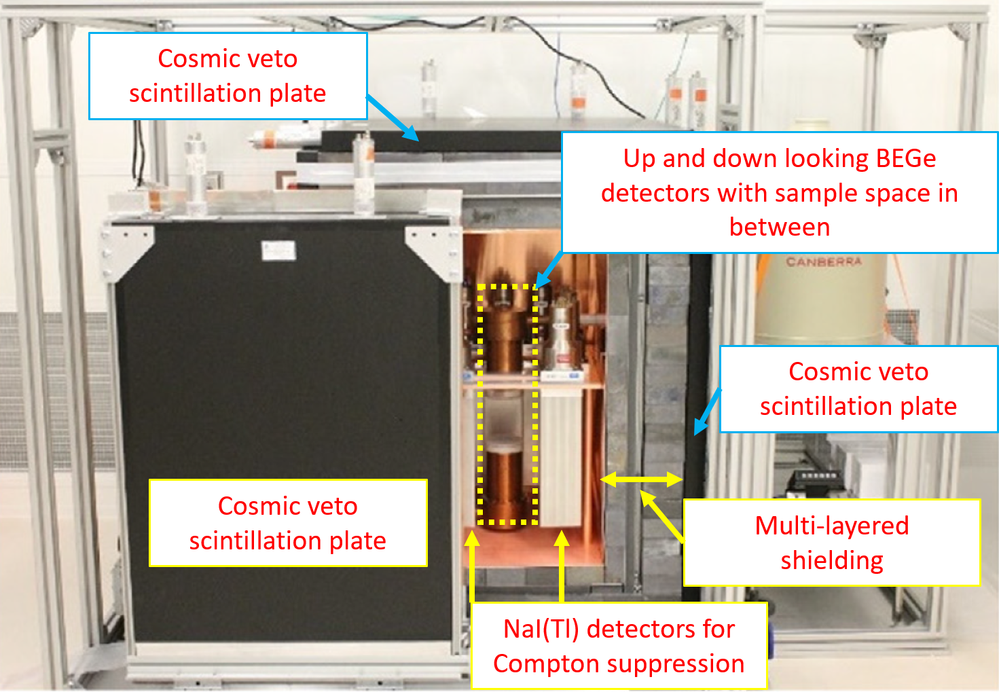 Cosmic veto
scintillation plate
Up and down looking BEGe
detectors with sample space in
between
CANBERRA
Cosmic veto
scintillation plate
Cosmic veto
scintillation plate
Multi-layered
shielding
NaI(Tl) detectors for
Compton suppression